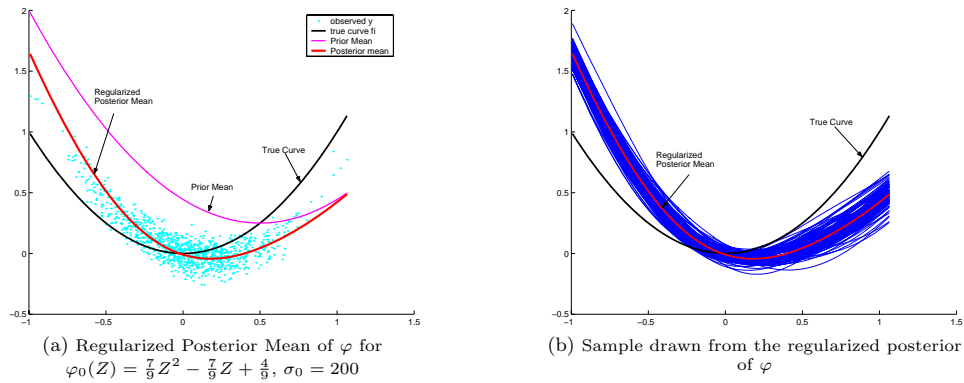 2
1.5
1
0.5
0
−0.5
−1
−0.5
0
0.5
1
1.5
observed y
true curve fi
Prior Mean
Posterior mean
Regularized
Posterior Mean
True Curve
Prior Mean
(a) Regularized Posterior Mean of φ for
φ₀(Z) = 7/9 Z² − 7/9 Z + 4/9, σ₀ = 200
2
1.5
1
0.5
0
−0.5
−1
−0.5
0
0.5
1
1.5
True Curve
Regularized
Posterior Mean
(b) Sample drawn from the regularized posterior
of φ